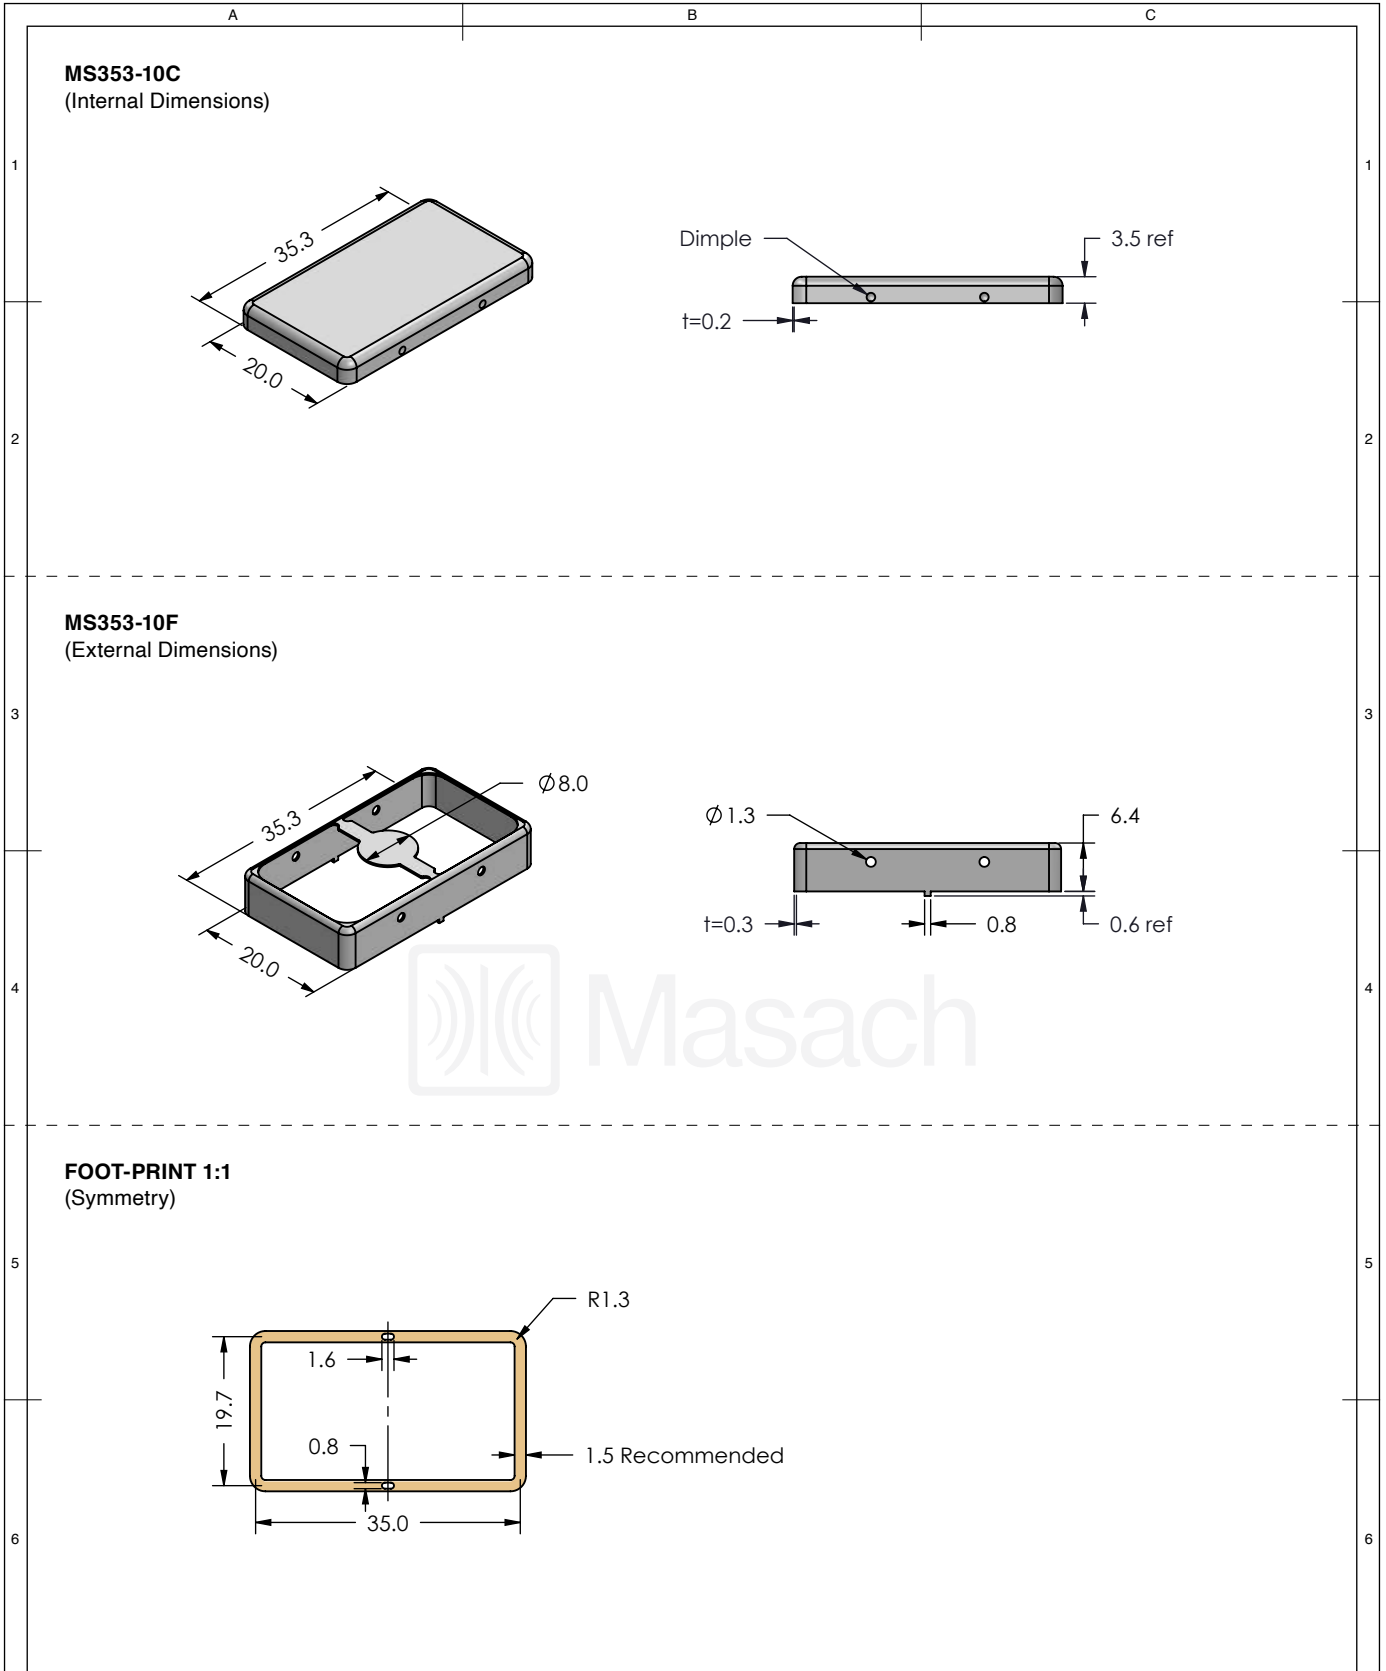 A B C
MS353-10C
(Internal Dimensions)
1 1
35.3
20.0
Dimple
3.5 ref
t=0.2
2 2
MS353-10F
(External Dimensions)
3 3
35.3
20.0
Ø8.0
Ø1.3
6.4
t=0.3
0.8
0.6 ref
4 4
Masach
FOOT-PRINT 1:1
(Symmetry)
5 5
R1.3
1.6
19.7
0.8
1.5 Recommended
35.0
6 6